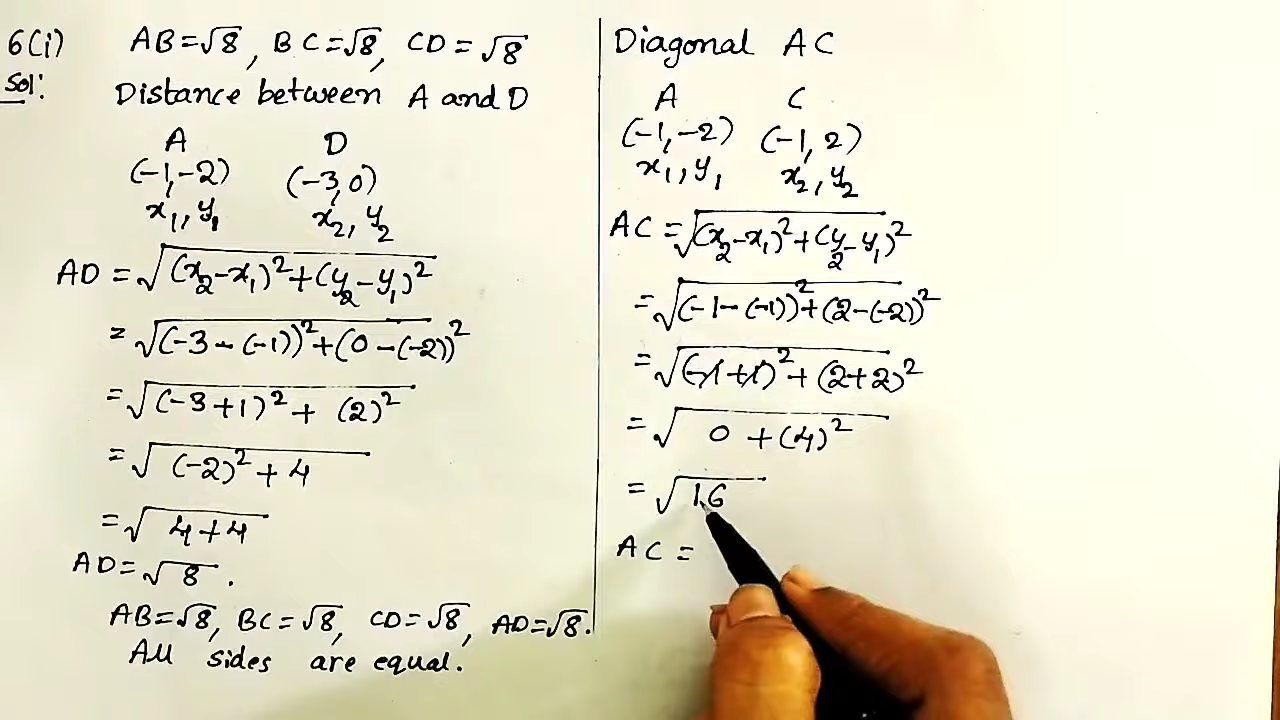 6(i) AB=√8, BC=√8, CD=√8
Sol: Distance between A and D
A D
(-1,-2) (-3,0)
x₁,y₁ x₂,y₂
AD = √(x₂-x₁)²+(y₂-y₁)²
= √(-3-(-1))²+(0-(-2))²
= √(-3+1)²+ (2)²
= √(-2)²+4
= √4+4
AD=√8.
AB=√8, BC=√8, CD=√8, AD=√8.
All sides are equal.
Diagonal AC
A C
(-1,-2) (-1,2)
x₁,y₁ x₂,y₂
AC=√(x₂-x₁)²+(y₂-y₁)²
=√(-1-(-1))²+(2-(-2))²
=√(-1+1)²+(2+2)²
=√0+(4)²
=√16
AC=